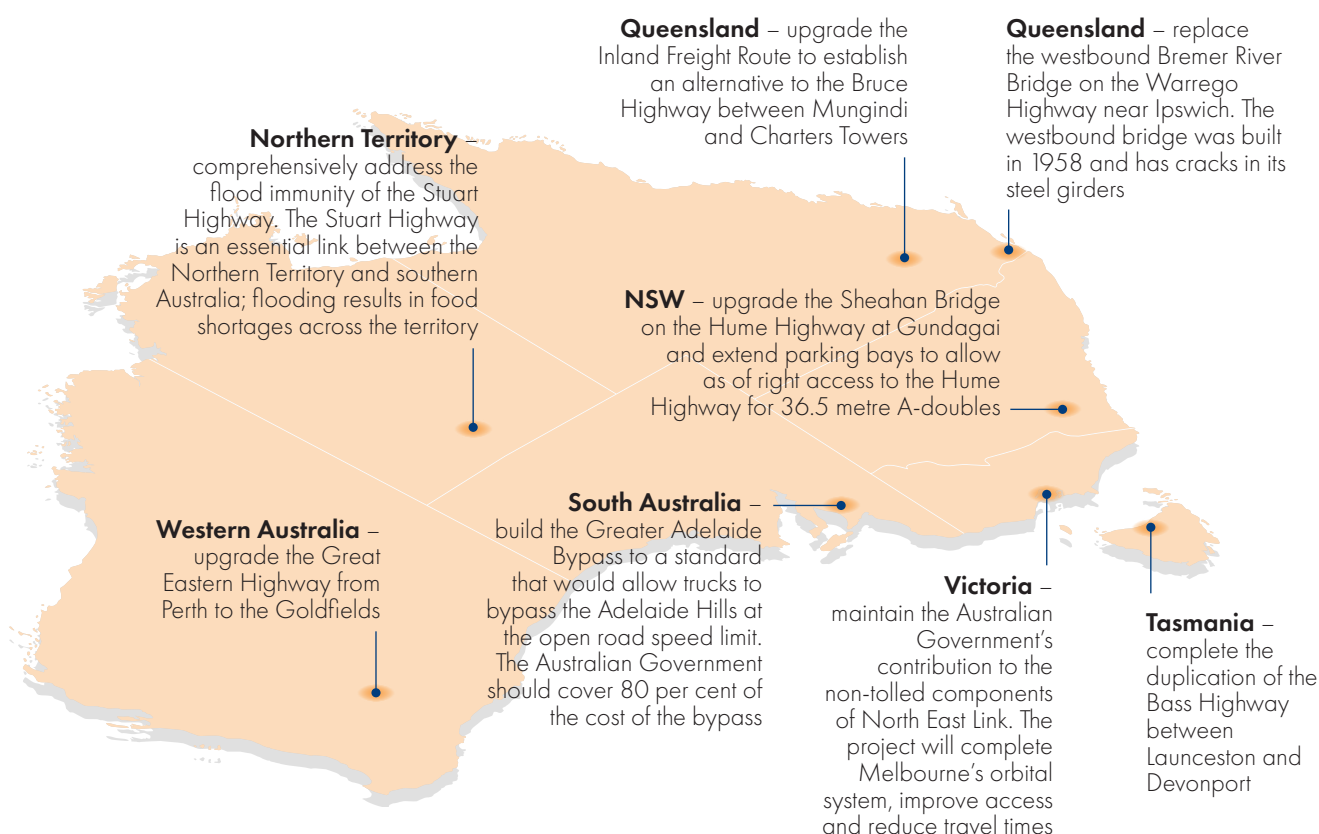 Queensland – upgrade the
Inland Freight Route to establish
an alternative to the Bruce
Highway between Mungindi
and Charters Towers
Queensland – replace
the westbound Bremer River
Bridge on the Warrego
Highway near Ipswich. The
westbound bridge was built
in 1958 and has cracks in its
steel girders
Northern Territory –
comprehensively address the
flood immunity of the Stuart
Highway. The Stuart Highway
is an essential link between the
Northern Territory and southern
Australia; flooding results in food
shortages across the territory
NSW – upgrade the Sheahan Bridge
on the Hume Highway at Gundagai
and extend parking bays to allow
as of right access to the Hume
Highway for 36.5 metre A-doubles
Western Australia –
upgrade the Great
Eastern Highway from
Perth to the Goldfields
South Australia –
build the Greater Adelaide
Bypass to a standard
that would allow trucks to
bypass the Adelaide Hills at
the open road speed limit.
The Australian Government
should cover 80 per cent of
the cost of the bypass
Victoria –
maintain the Australian
Government’s
contribution to the
non-tolled components
of North East Link. The
project will complete
Melbourne’s orbital
system, improve access
and reduce travel times
Tasmania –
complete the
duplication of the
Bass Highway
between
Launceston and
Devonport